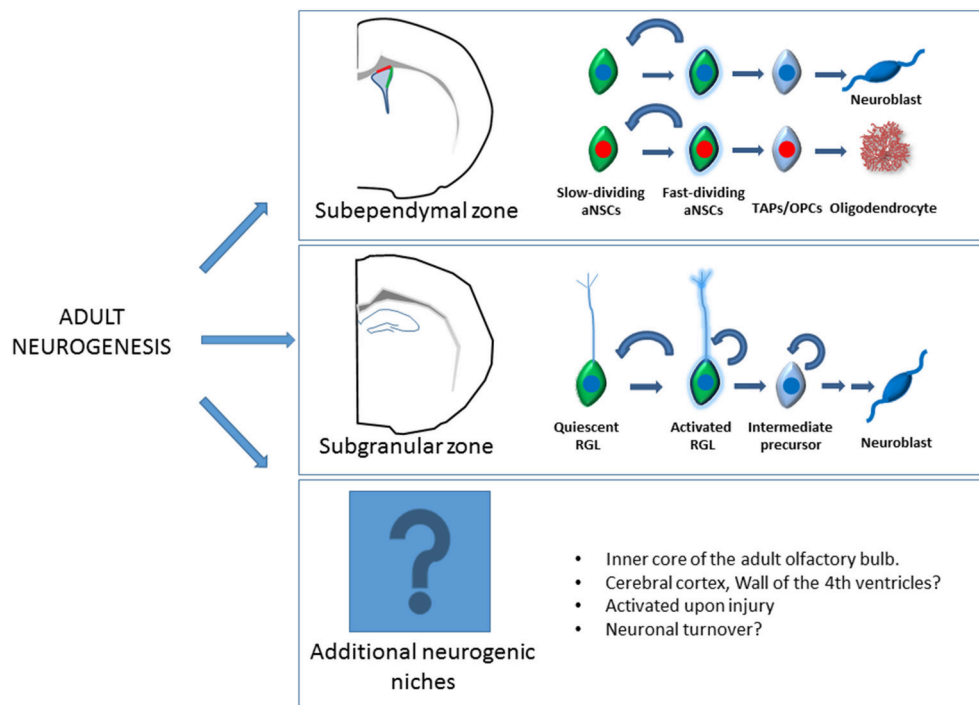 ADULT
NEUROGENESIS
Subependymal zone
Neuroblast
Slow-dividing
aNSCs
Fast-dividing
aNSCs
TAPs/OPCs
Oligodendrocyte
Subgranular zone
Quiescent
RGL
Activated
RGL
Intermediate
precursor
Neuroblast
?
Additional neurogenic
niches
• Inner core of the adult olfactory bulb.
• Cerebral cortex, Wall of the 4th ventricles?
• Activated upon injury
• Neuronal turnover?